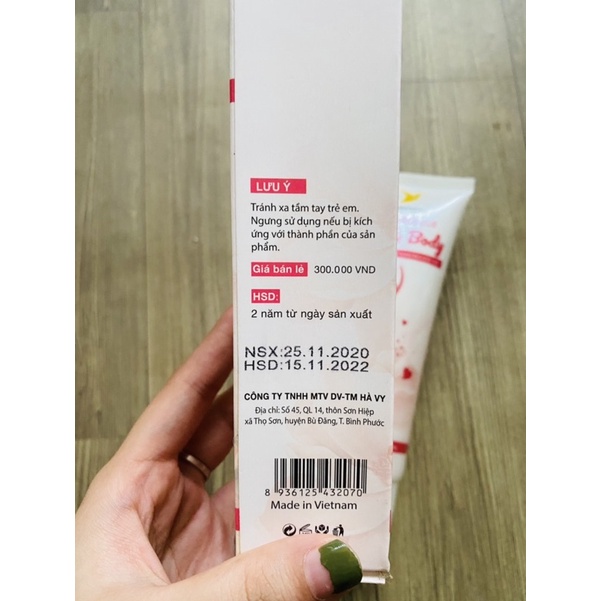 LƯU Ý
Tránh xa tầm tay trẻ em.
Ngưng sử dụng nếu bị kích
ứng với thành phần của sản
phẩm.
Giá bán lẻ 300.000 VND
HSD:
2 năm từ ngày sản xuất
NSX:25.11.2020
HSD:15.11.2022
CÔNG TY TNHH MTV DV-TM HÀ VY
Địa chỉ: Số 45, QL 14, thôn Sơn Hiệp
xã Thọ Sơn, huyện Bù Đăng, T. Bình Phước
8 936125 432070
Made in Vietnam
Body